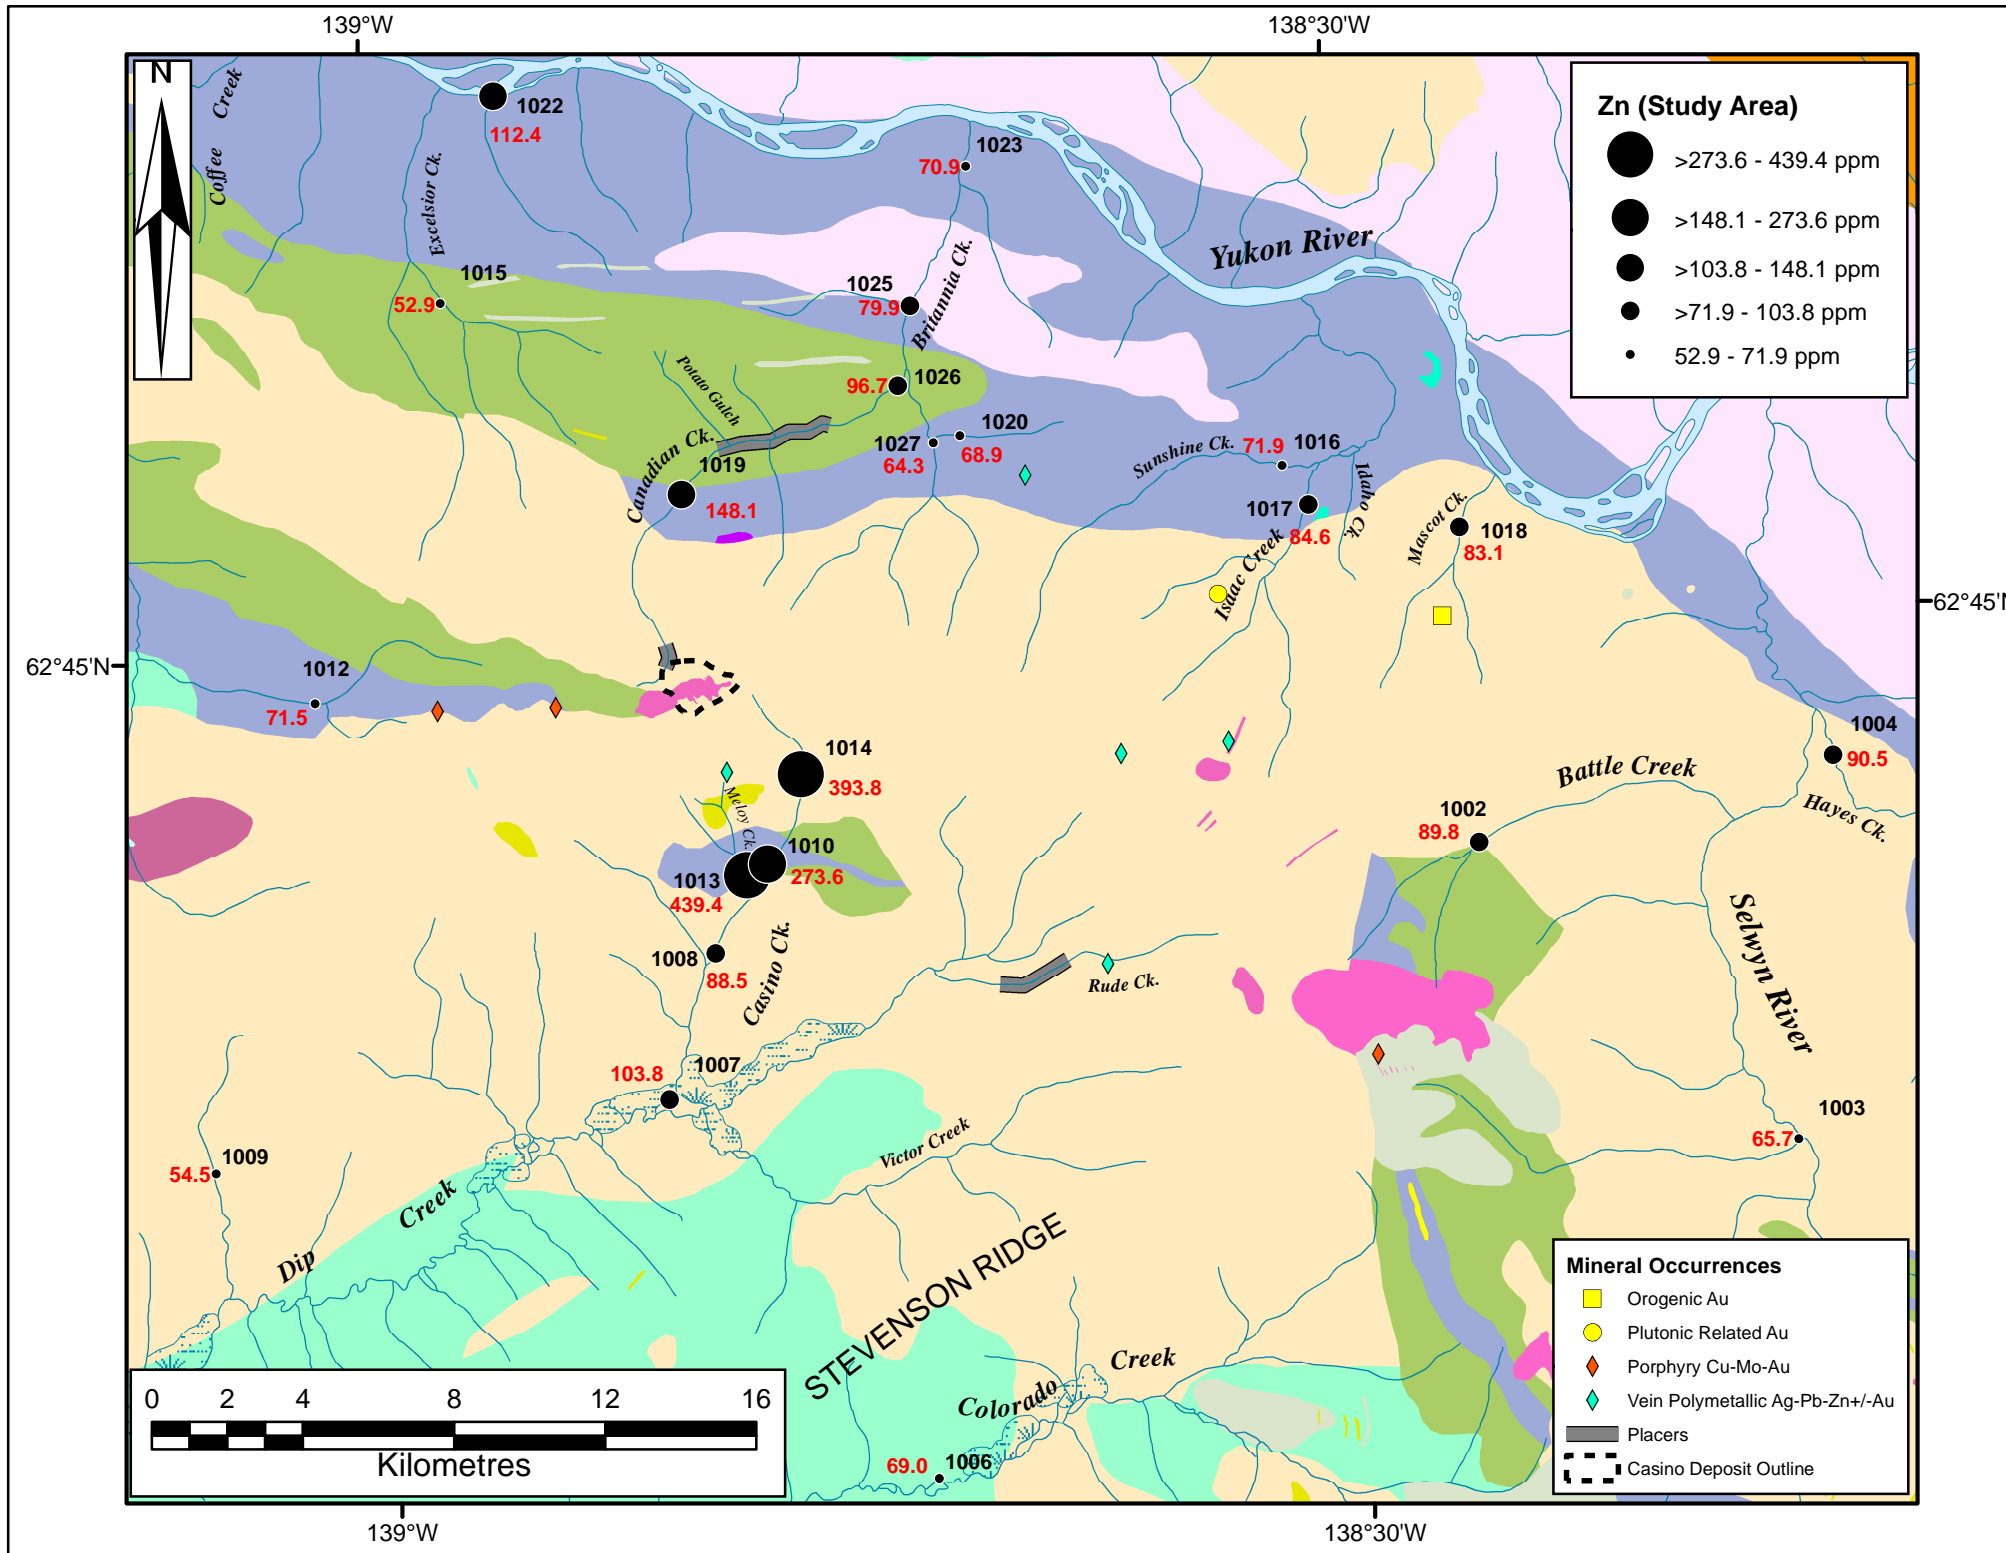 139°W
138°30'W
N
Coffee Creek
Excelsior Ck.
1022
112.4
1023
70.9
Zn (Study Area)
>273.6 - 439.4 ppm
>148.1 - 273.6 ppm
>103.8 - 148.1 ppm
>71.9 - 103.8 ppm
52.9 - 71.9 ppm
Yukon River
1015
52.9
1025
79.9
Britannia Ck.
Potato Gulch
96.7
1026
Canadian Ck.
1019
148.1
1027
64.3
1020
68.9
Sunshine Ck.
71.9
1016
1017
84.6
Idaho Ck.
Isaac Creek
Mascot Ck.
1018
83.1
62°45'N
62°45'N
1012
71.5
1014
393.8
Meloy Ck.
1010
273.6
1013
439.4
1008
88.5
Casino Ck.
Rude Ck.
1004
90.5
Battle Creek
Hayes Ck.
1002
89.8
Selwyn River
1007
103.8
1003
65.7
1009
54.5
Victor Creek
Dip Creek
STEVENSON RIDGE
Colorado Creek
69.0
1006
Mineral Occurrences
Orogenic Au
Plutonic Related Au
Porphyry Cu-Mo-Au
Vein Polymetallic Ag-Pb-Zn+/-Au
Placers
Casino Deposit Outline
0 2 4 8 12 16
Kilometres
139°W
138°30'W